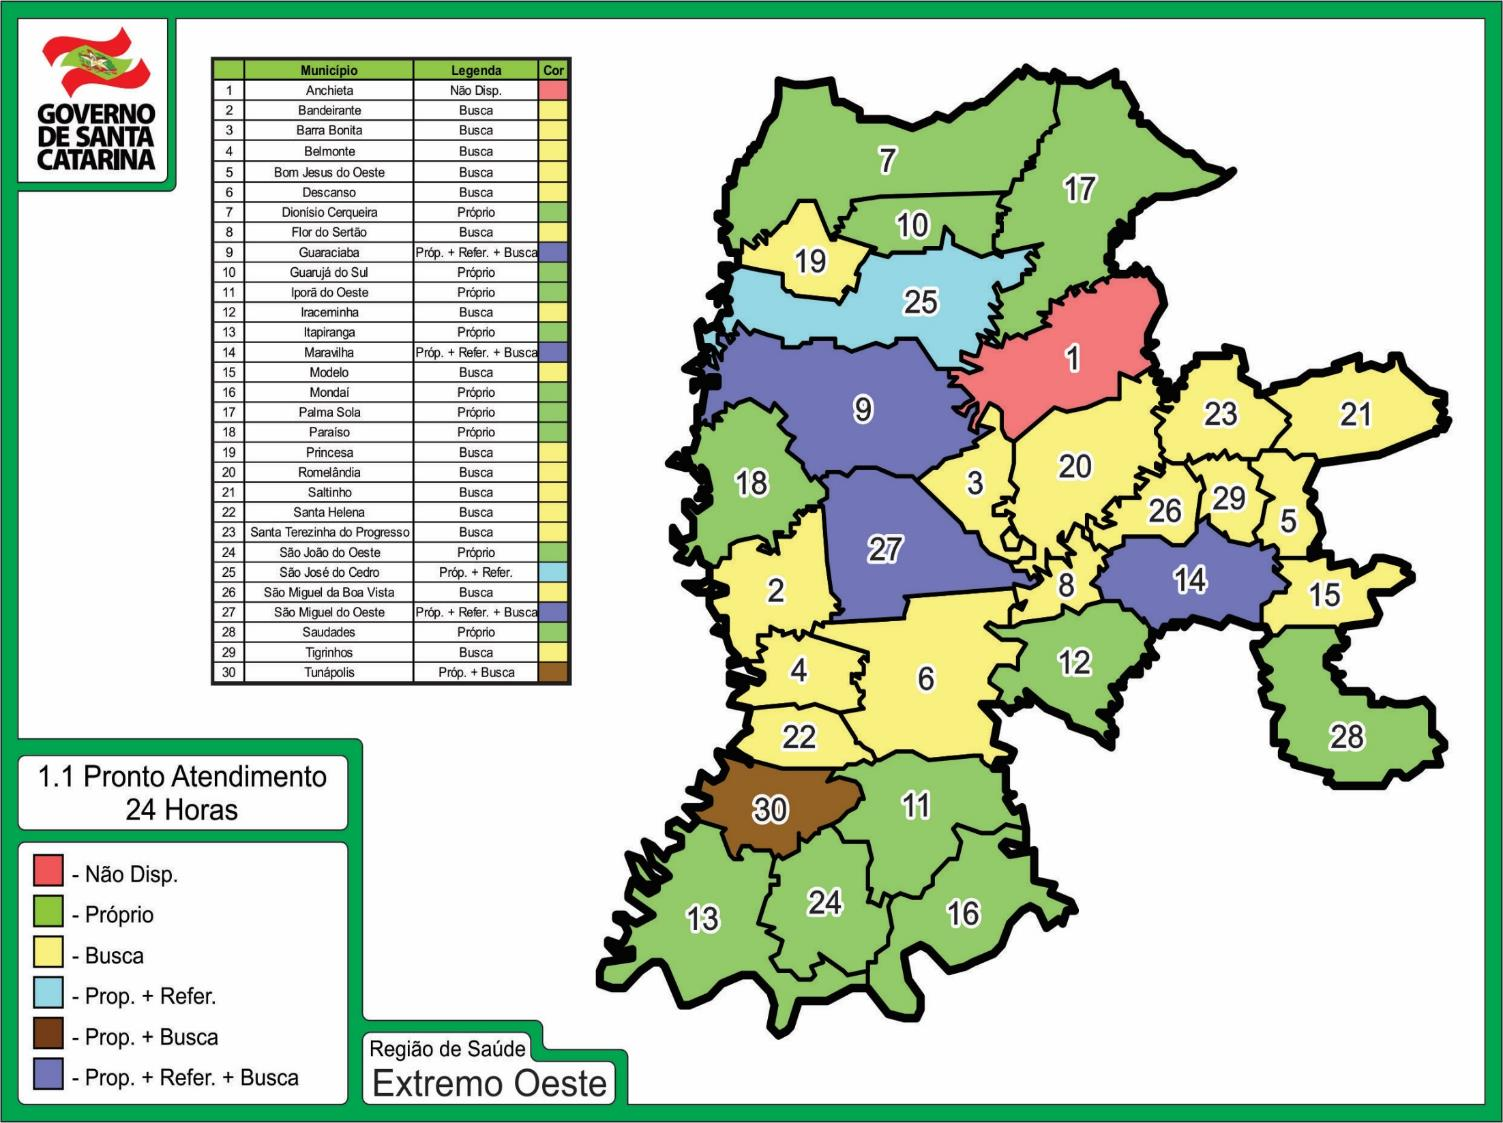 GOVERNO
DE SANTA
CATARINA
Município Legenda Cor
1 Anchieta Não Disp.
2 Bandeirante Busca
3 Barra Bonita Busca
4 Belmonte Busca
5 Bom Jesus do Oeste Busca
6 Descanso Busca
7 Dionísio Cerqueira Próprio
8 Flor do Sertão Busca
9 Guaraciaba Próp. + Refer. + Busca
10 Guarujá do Sul Próprio
11 Iporã do Oeste Próprio
12 Iraceminha Busca
13 Itapiranga Próprio
14 Maravilha Próp. + Refer. + Busca
15 Modelo Busca
16 Mondaí Próprio
17 Palma Sola Próprio
18 Paraíso Próprio
19 Princesa Busca
20 Romelândia Busca
21 Saltinho Busca
22 Santa Helena Busca
23 Santa Terezinha do Progresso Busca
24 São João do Oeste Próprio
25 São José do Cedro Próp. + Refer.
26 São Miguel da Boa Vista Busca
27 São Miguel do Oeste Próp. + Refer. + Busca
28 Saudades Próprio
29 Tigrinhos Busca
30 Tunápolis Próp. + Busca
7
17
10
19
25
1
9
23
21
18
3
20
26
29
5
27
2
8
14
15
4
6
12
22
28
30
11
13
24
16
1.1 Pronto Atendimento
24 Horas
- Não Disp.
- Próprio
- Busca
- Prop. + Refer.
- Prop. + Busca
- Prop. + Refer. + Busca
Região de Saúde
Extremo Oeste